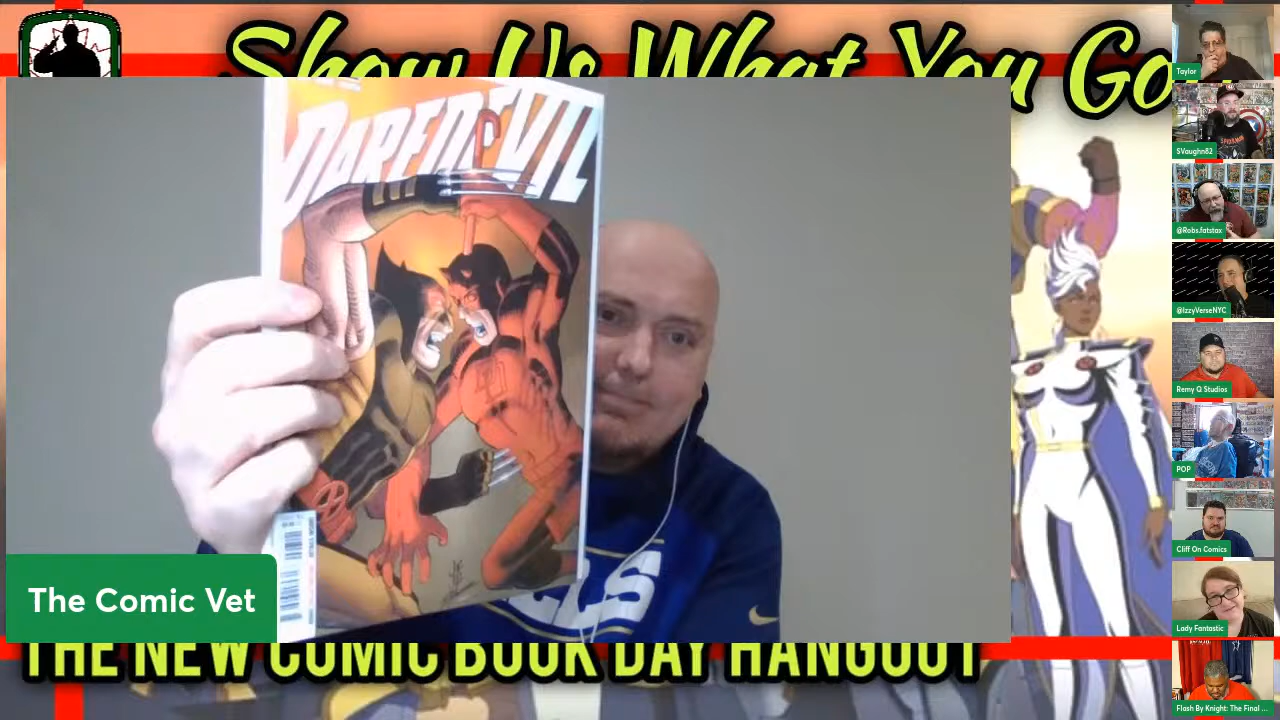 Show Us What You Go
DAREDEVIL
The Comic Vet
THE NEW COMIC BOOK DAY HANGOUT
Taylor
SVaughn82
@Robs.fatstax
@IzzyVerseNYC
Remy Q Studios
POP
Cliff On Comics
Lady Fantastic
Flash By Knight: The Final ...